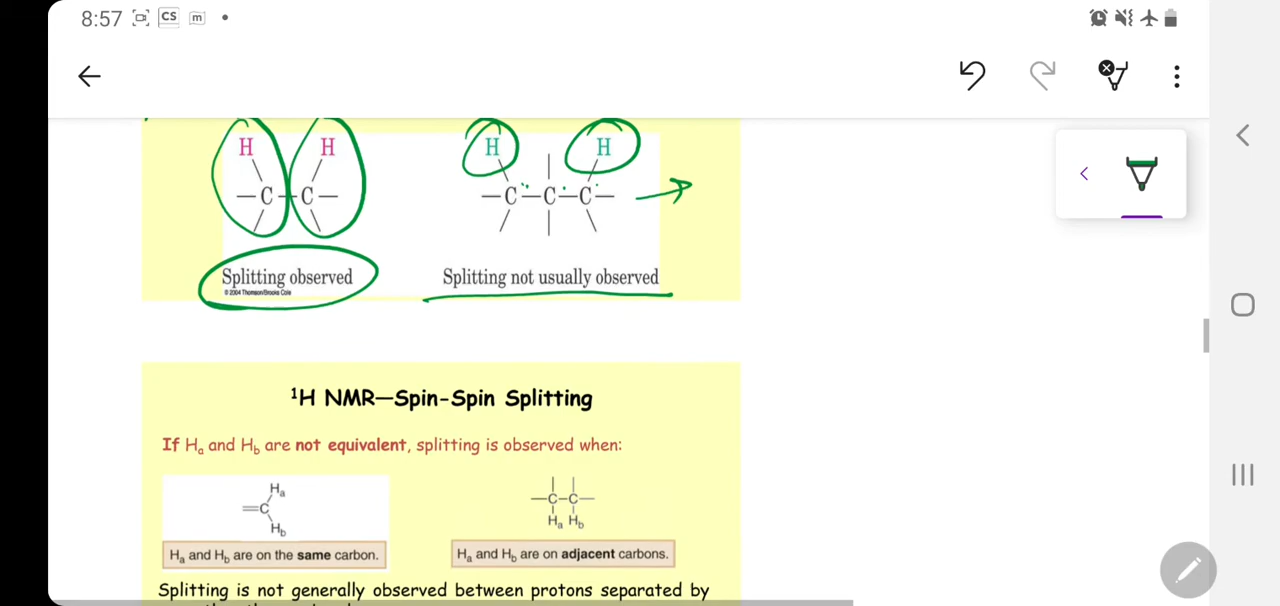 8:57 CS m
H H H H
—C—C— —C—C—C—
Splitting observed Splitting not usually observed
© 2004 Thomson/Brooks Cole
¹H NMR—Spin-Spin Splitting
If Ha and Hb are not equivalent, splitting is observed when:
Ha
=C —C—C—
Hb Ha Hb
Ha and Hb are on the same carbon. Ha and Hb are on adjacent carbons.
Splitting is not generally observed between protons separated by